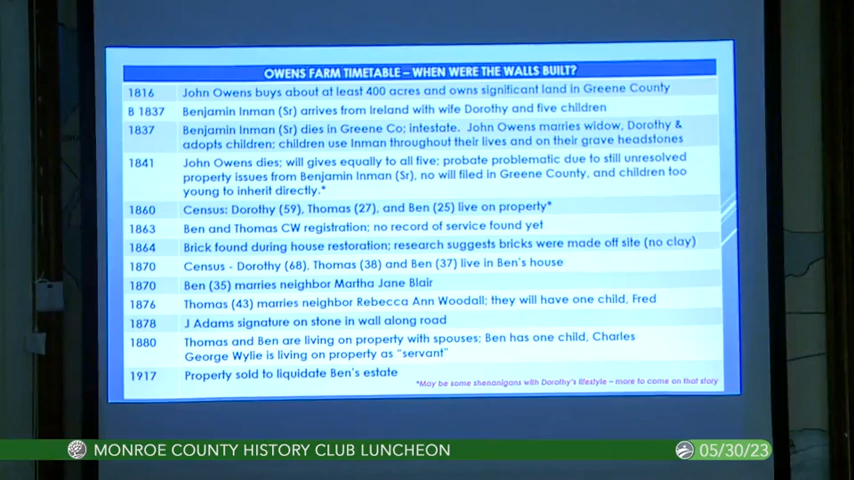 OWENS FARM TIMETABLE – WHEN WERE THE WALLS BUILT?
1816 John Owens buys about at least 400 acres and owns significant land in Greene County
B 1837 Benjamin Inman (Sr) arrives from Ireland with wife Dorothy and five children
1837 Benjamin Inman (Sr) dies in Greene Co; intestate. John Owens marries widow, Dorothy &
adopts children; children use Inman throughout their lives and on their grave headstones
1841 John Owens dies; will gives equally to all five; probate problematic due to still unresolved
property issues from Benjamin Inman (Sr), no will filed in Greene County, and children too
young to inherit directly.*
1860 Census: Dorothy (59), Thomas (27), and Ben (25) live on property*
1863 Ben and Thomas CW registration; no record of service found yet
1864 Brick found during house restoration; research suggests bricks were made off site (no clay)
1870 Census - Dorothy (68), Thomas (38) and Ben (37) live in Ben's house
1870 Ben (35) marries neighbor Martha Jane Blair
1876 Thomas (43) marries neighbor Rebecca Ann Woodall; they will have one child, Fred
1878 J Adams signature on stone in wall along road
1880 Thomas and Ben are living on property with spouses; Ben has one child, Charles
George Wylie is living on property as "servant"
1917 Property sold to liquidate Ben's estate
*May be some shenanigans with Dorothy's lifestyle – more to come on that story
MONROE COUNTY HISTORY CLUB LUNCHEON
05/30/23